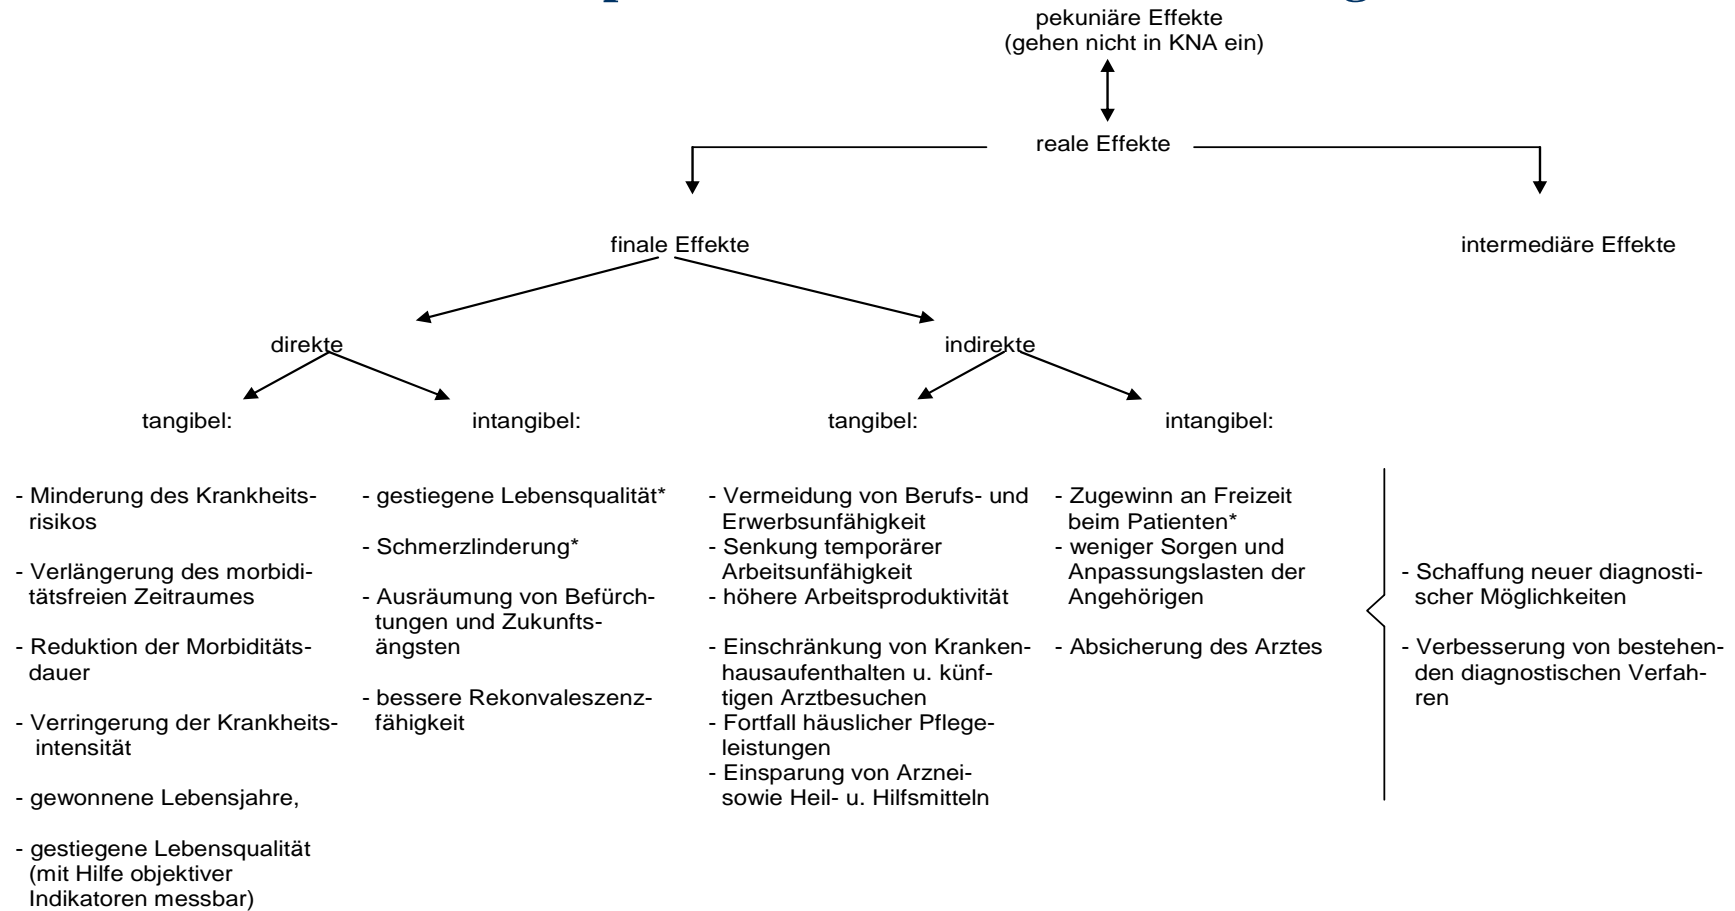 pekuniäre Effekte
(gehen nicht in KNA ein)
reale Effekte
finale Effekte
intermediäre Effekte
direkte
indirekte
tangibel:
intangibel:
tangibel:
intangibel:
- Minderung des Krankheits-
risikos
- Verlängerung des morbidi-
tätsfreien Zeitraumes
- Reduktion der Morbiditäts-
dauer
- Verringerung der Krankheits-
intensität
- gewonnene Lebensjahre,
- gestiegene Lebensqualität
(mit Hilfe objektiver
Indikatoren messbar)
- gestiegene Lebensqualität*
- Schmerzlinderung*
- Ausräumung von Befürch-
tungen und Zukunfts-
ängsten
- bessere Rekonvaleszenz-
fähigkeit
- Vermeidung von Berufs- und
Erwerbsunfähigkeit
- Senkung temporärer
Arbeitsunfähigkeit
- höhere Arbeitsproduktivität
- Einschränkung von Kranken-
hausaufenthalten u. künf-
tigen Arztbesuchen
- Fortfall häuslicher Pflege-
leistungen
- Einsparung von Arznei-
sowie Heil- u. Hilfsmitteln
- Zugewinn an Freizeit
beim Patienten*
- weniger Sorgen und
Anpassungslasten der
Angehörigen
- Absicherung des Arztes
- Schaffung neuer diagnosti-
scher Möglichkeiten
- Verbesserung von bestehen-
den diagnostischen Verfah-
ren